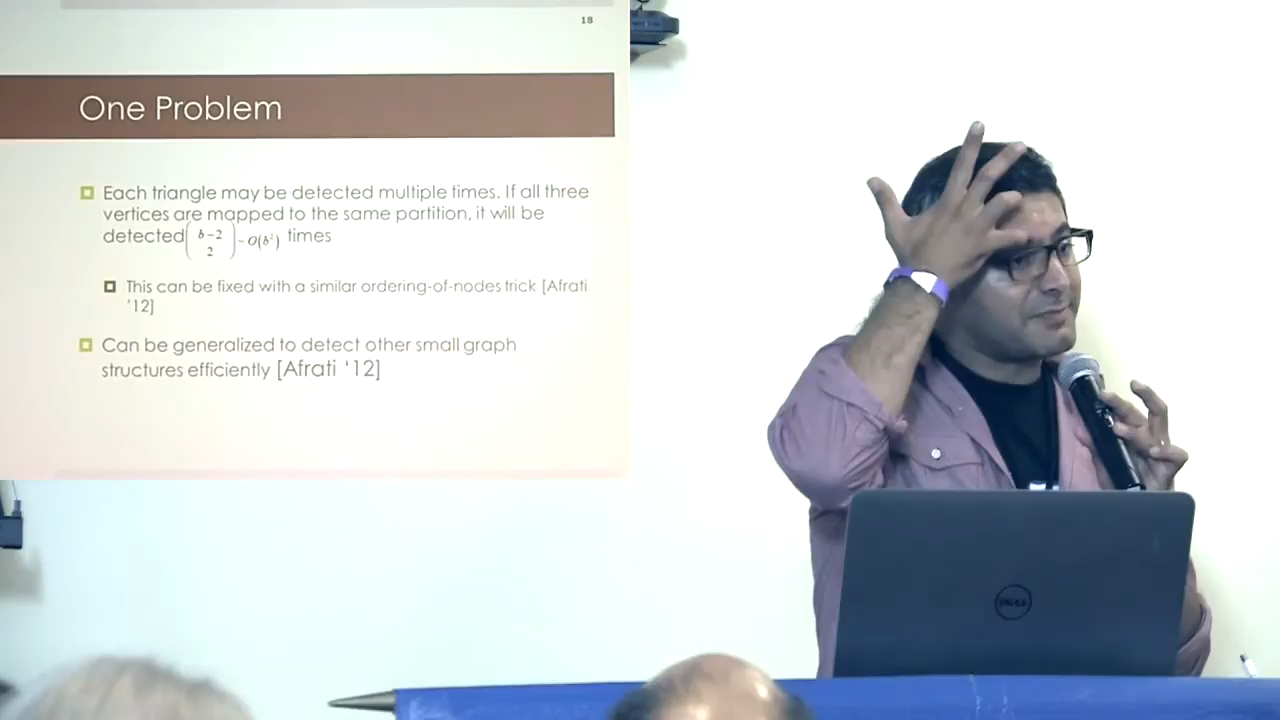 18
One Problem
Each triangle may be detected multiple times. If all three
vertices are mapped to the same partition, it will be
detected (b-2 2) ~ O(b²) times
This can be fixed with a similar ordering-of-nodes trick [Afrati
'12]
Can be generalized to detect other small graph
structures efficiently [Afrati '12]
DELL